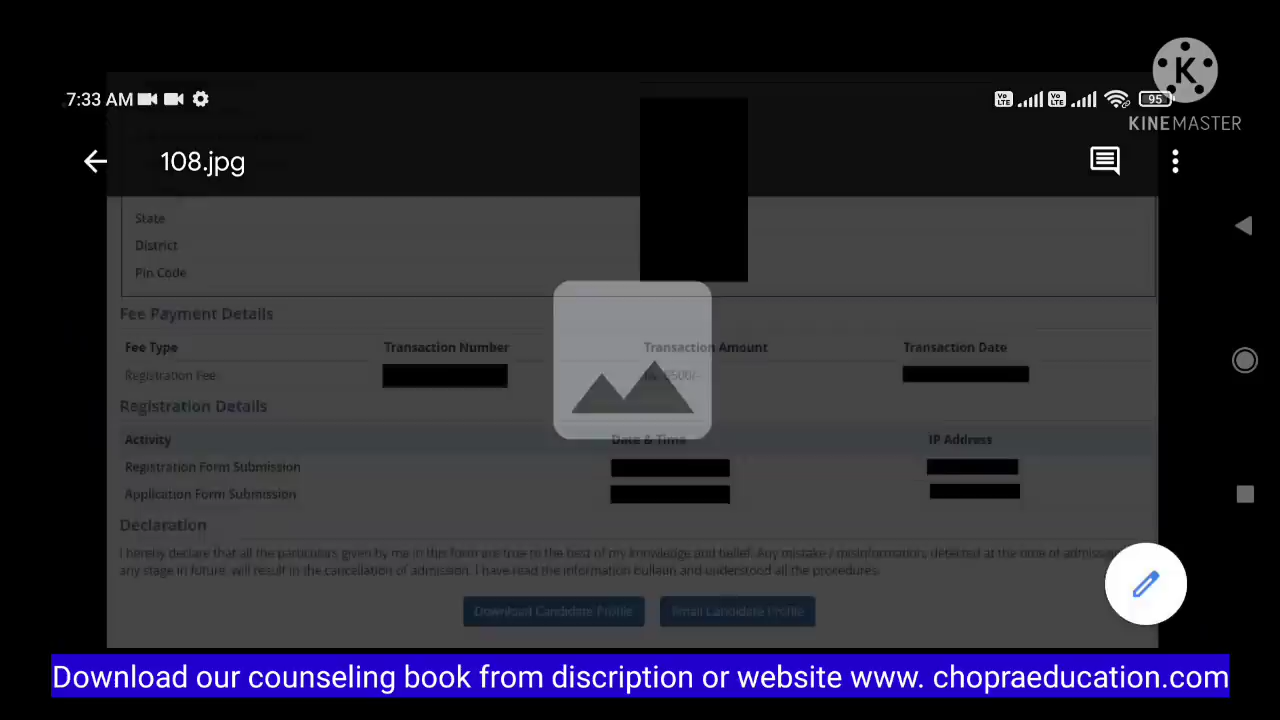 7:33 AM
VO LTE VO LTE 95
K
KINEMASTER
108.jpg
State
District
Pin Code
Fee Payment Details
Fee Type Transaction Number Transaction Amount Transaction Date
Registration Fee
Registration Details
Activity Date & Time IP Address
Registration Form Submission
Application Form Submission
Declaration
I hereby declare that all the particulars given by me in this form are true to the best of my knowledge and belief. Any mistake / misinformation, detected at the time of
any stage in future, will result in the cancellation of admission. I have read the information bulletin and understood all the procedures.
Download Candidate Profile Email Candidate Profile
Download our counseling book from discription or website www. chopraeducation.com